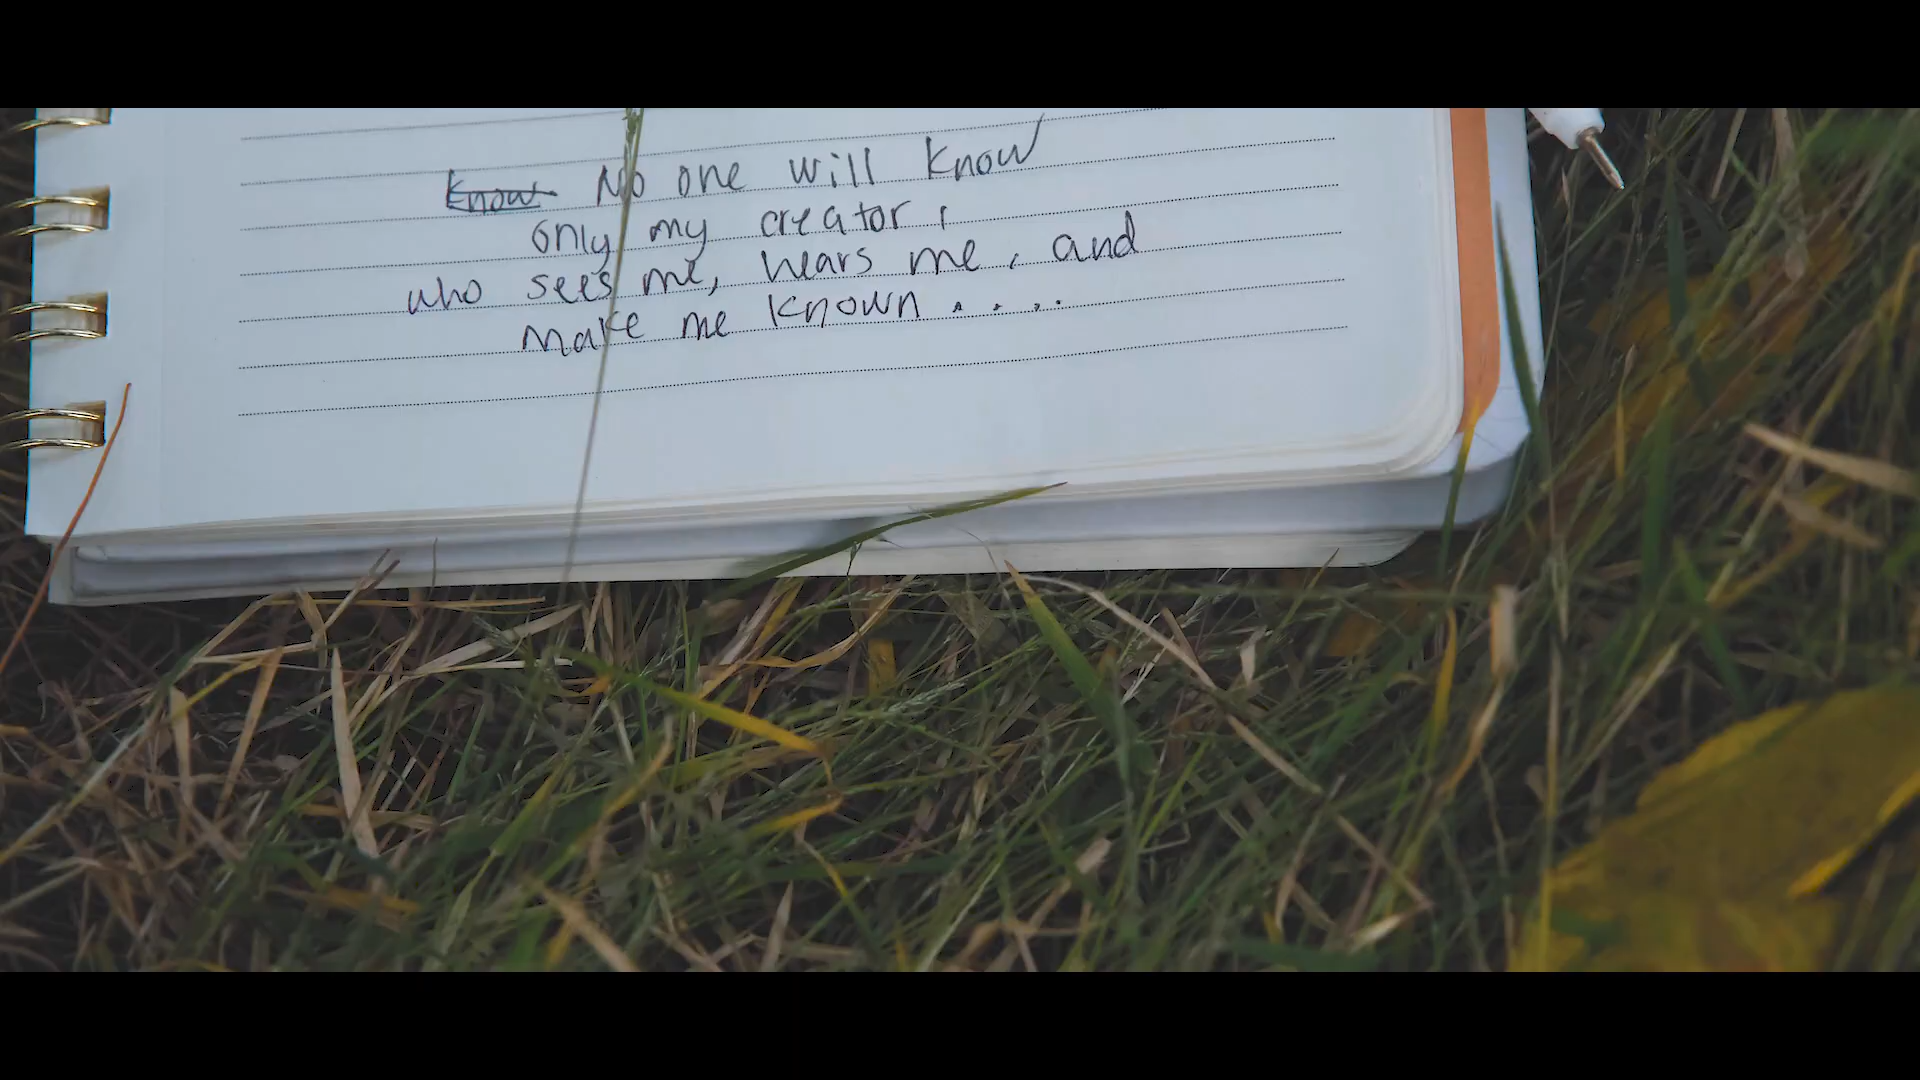 know No one will know
only my creator,
who sees me, hears me, and
make me known . . . .